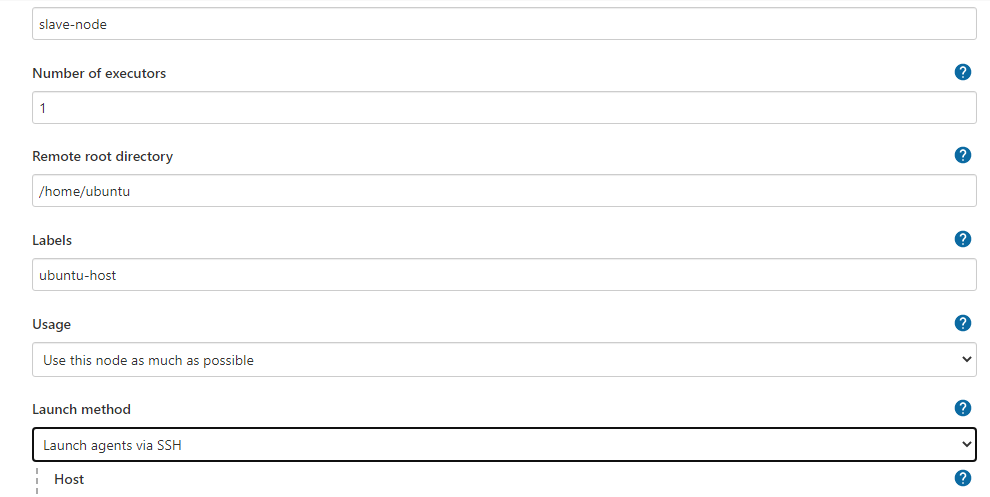 slave-node
Number of executors
1
Remote root directory
/home/ubuntu
Labels
ubuntu-host
Usage
Use this node as much as possible
Launch method
Launch agents via SSH
Host